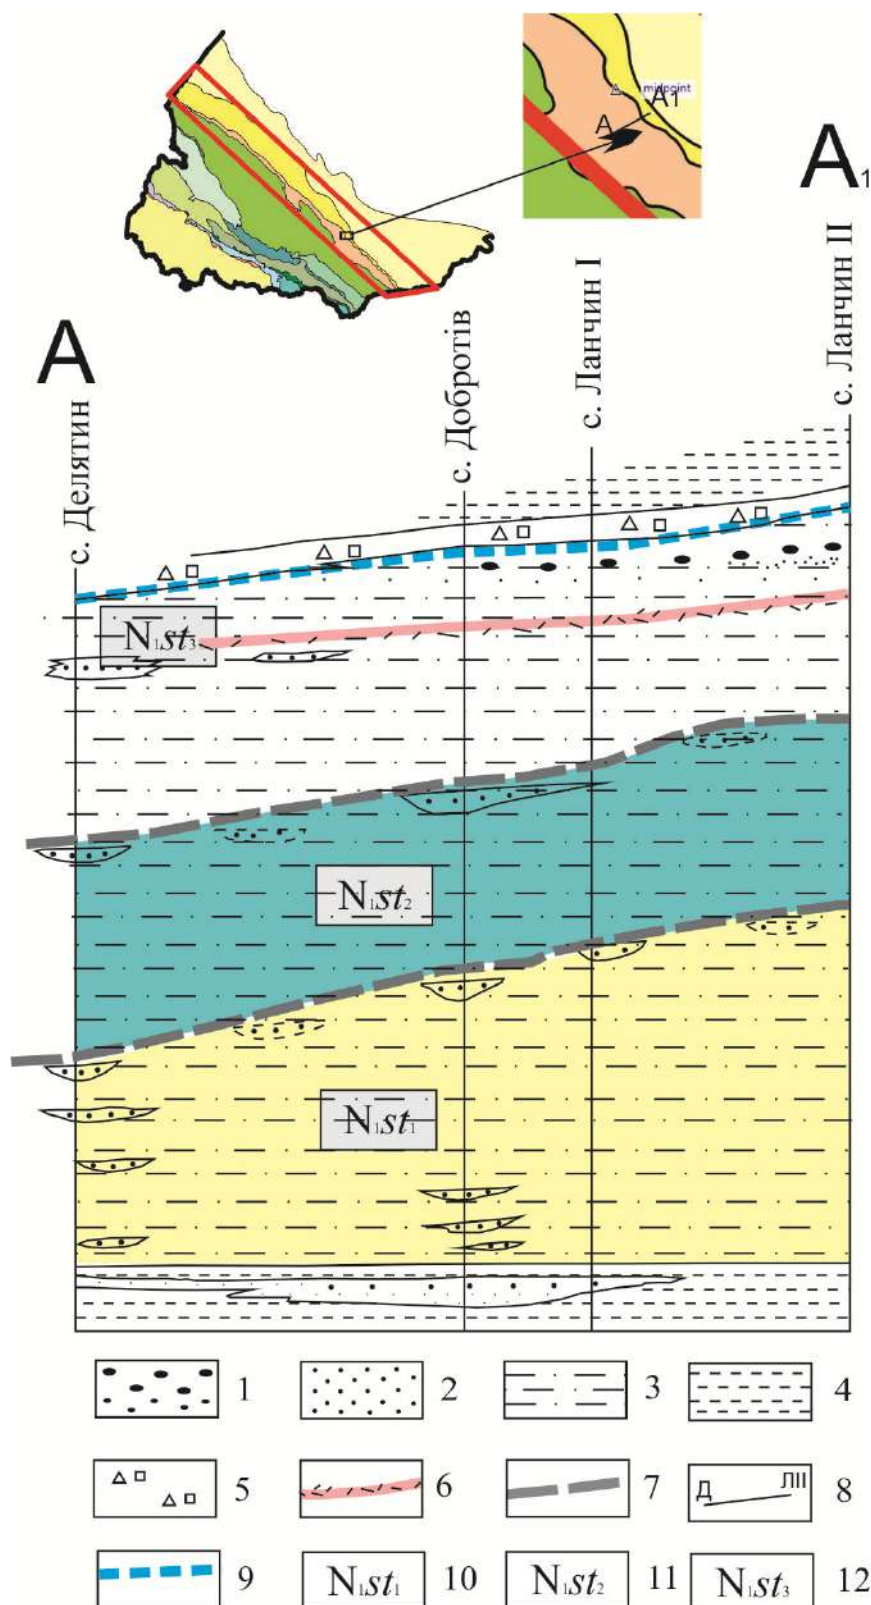 midpoint
A1
A
A
A1
с. Делятин
с. Добротів
с. Ланчин I
с. Ланчин II
N1st3
N1st2
N1st1
1
2
3
4
5
6
7
Д
ЛII
8
9
N1st1
10
N1st2
11
N1st3
12